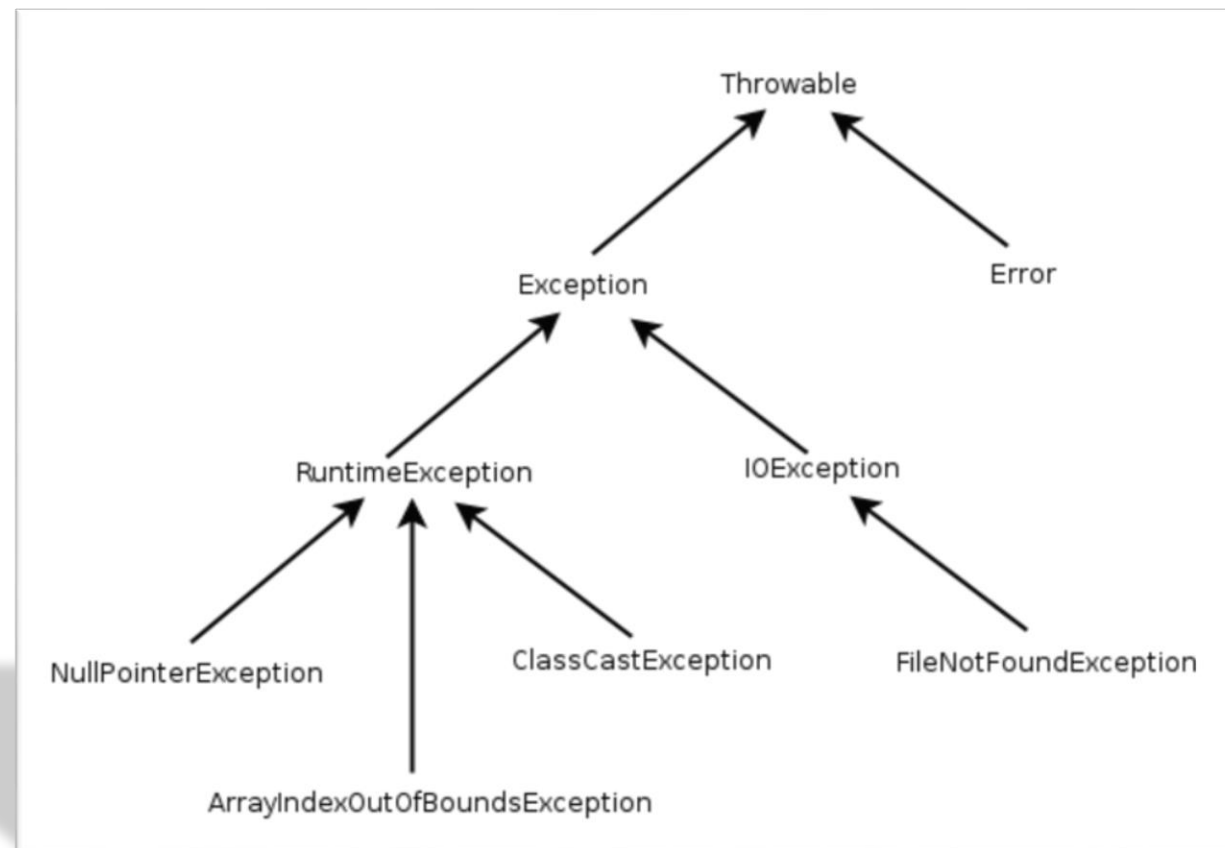 Throwable
Exception
Error
RuntimeException
IOException
NullPointerException
ClassCastException
FileNotFoundException
ArrayIndexOutOfBoundsException